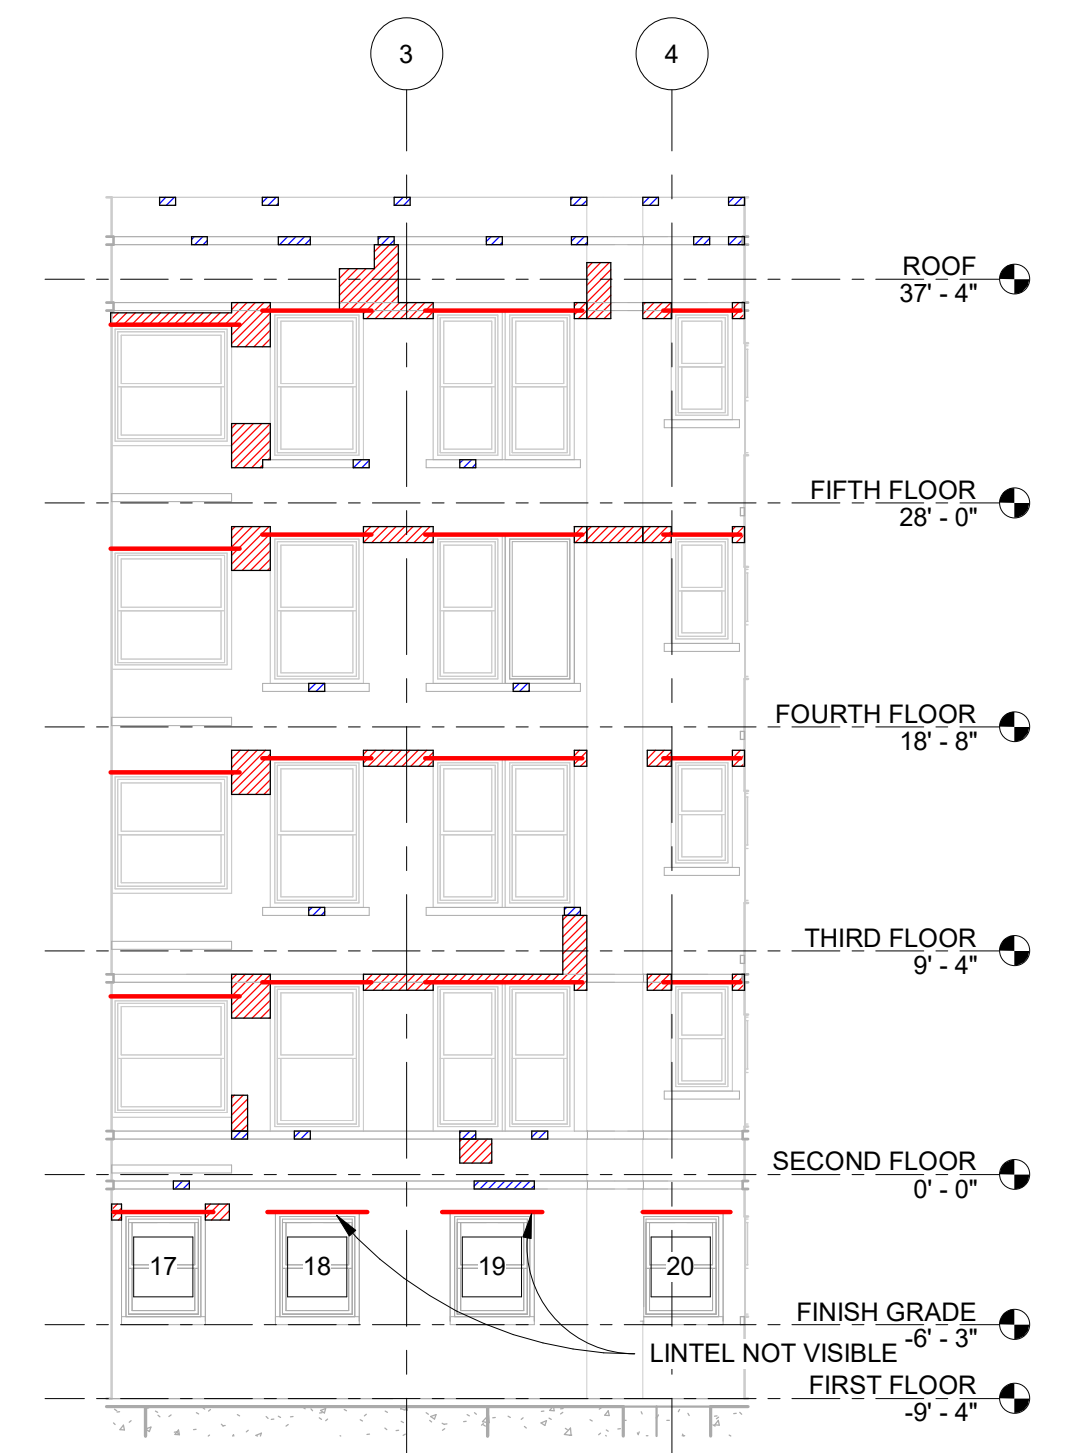 3
4
ROOF
37' - 4"
FIFTH FLOOR
28' - 0"
FOURTH FLOOR
18' - 8"
THIRD FLOOR
9' - 4"
SECOND FLOOR
0' - 0"
17
18
19
20
FINISH GRADE
-6' - 3"
LINTEL NOT VISIBLE
FIRST FLOOR
-9' - 4"